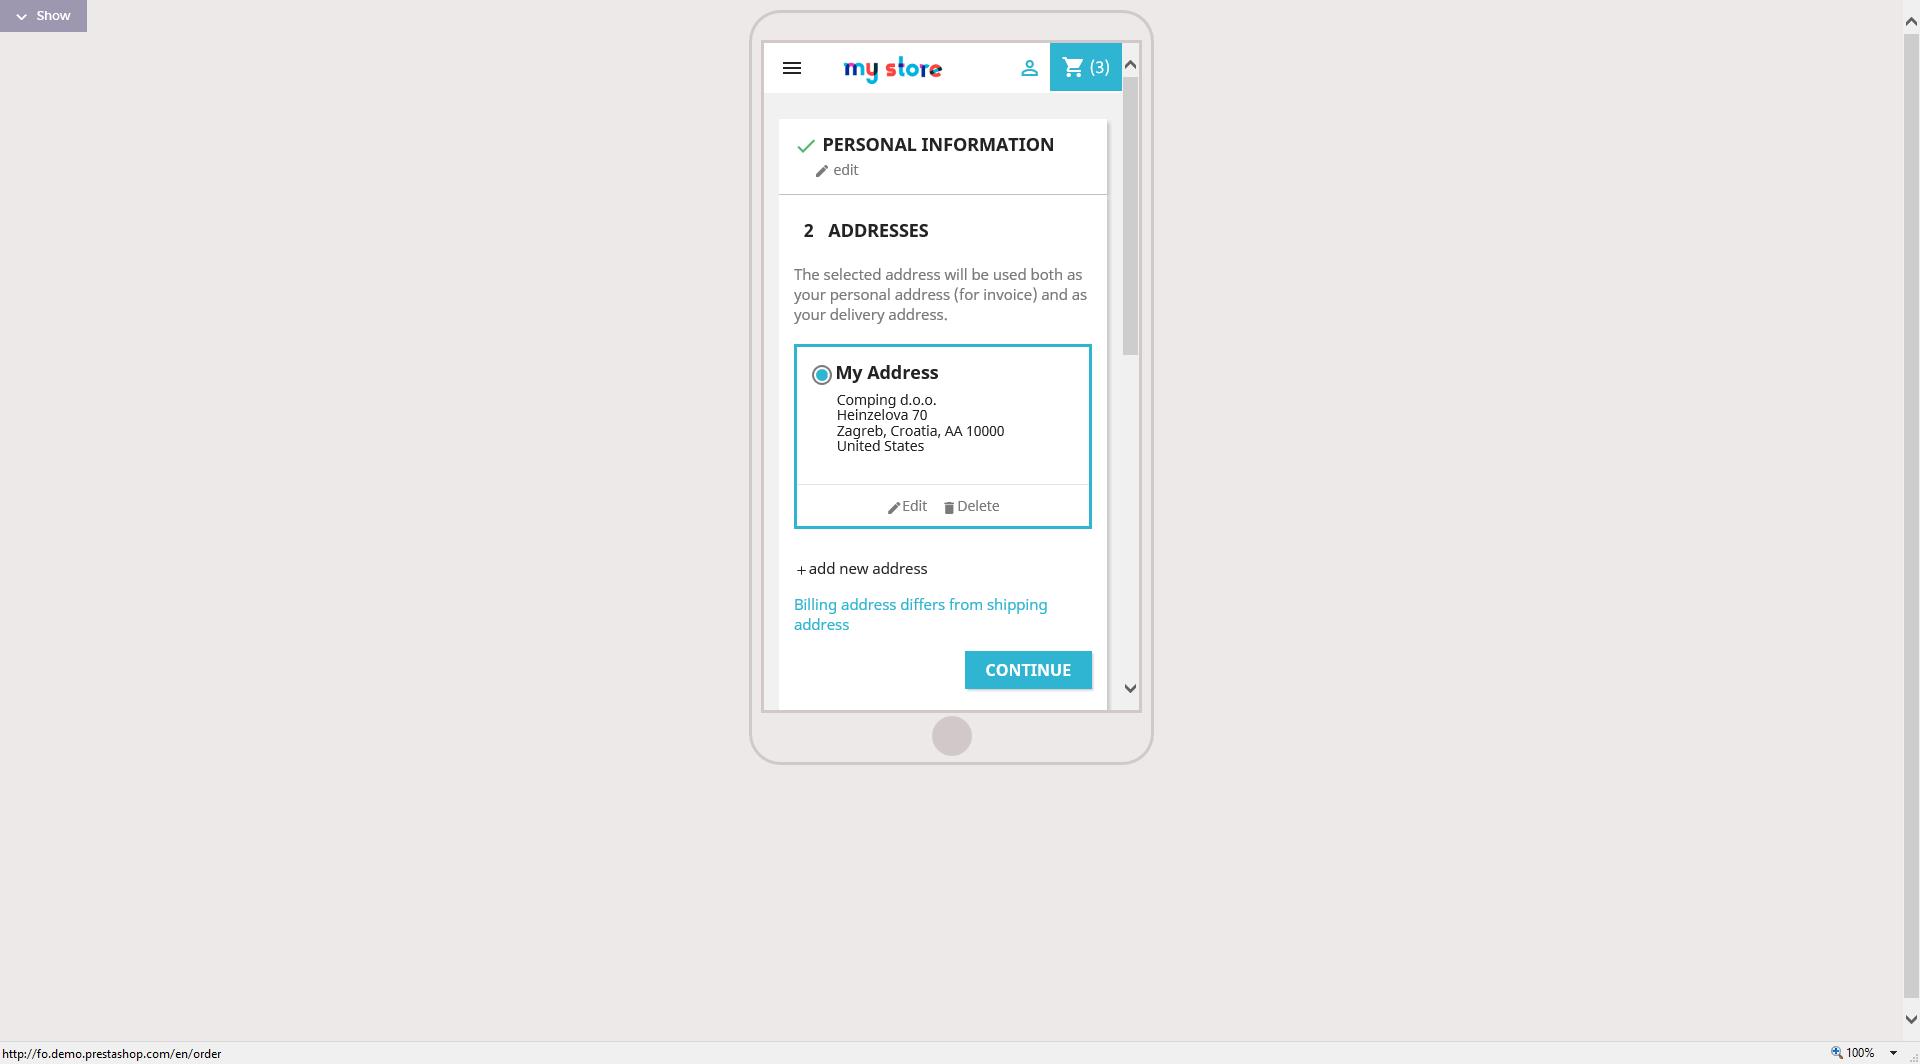 Show
my store
(3)
PERSONAL INFORMATION
edit
2 ADDRESSES
The selected address will be used both as
your personal address (for invoice) and as
your delivery address.
My Address
Comping d.o.o.
Heinzelova 70
Zagreb, Croatia, AA 10000
United States
Edit Delete
+ add new address
Billing address differs from shipping
address
CONTINUE
http://fo.demo.prestashop.com/en/order
100%